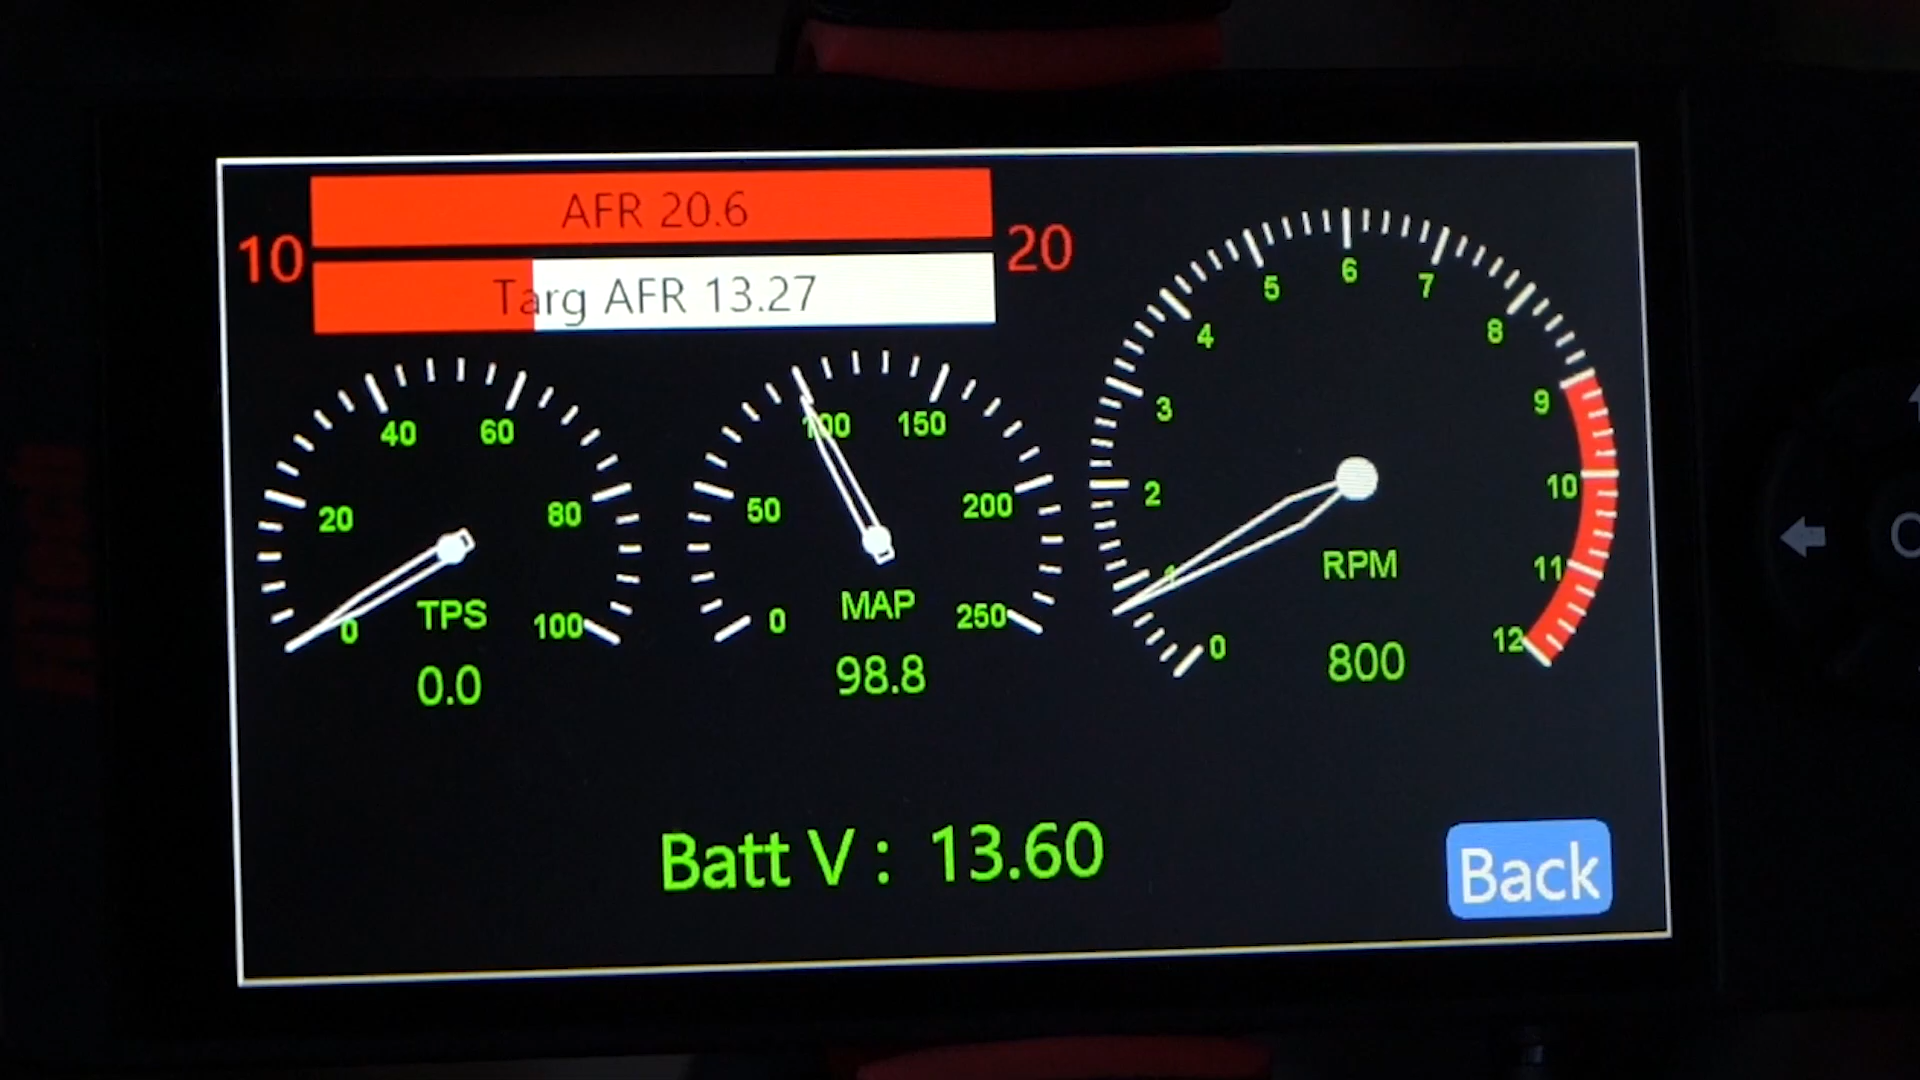 AFR 20.6
10
20
Targ AFR 13.27
40 60
20 80
0 100
TPS
0.0
100 150
50 200
0 250
MAP
98.8
5 6 7
4 8
3 9
2 10
1 11
0 12
RPM
800
Batt V : 13.60
Back
FiTech